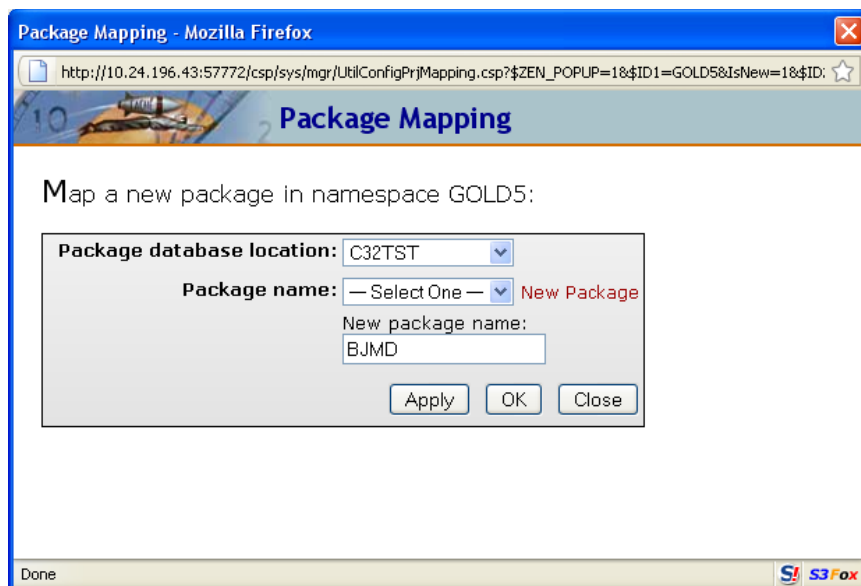 Package Mapping - Mozilla Firefox
http://10.24.196.43:57772/csp/sys/mgr/UtilConfigPrjMapping.csp?$ZEN_POPUP=1&$ID1=GOLD5&IsNew=1&$ID:
10 2 Package Mapping
Map a new package in namespace GOLD5:
Package database location: C32TST
Package name: — Select One — New Package
New package name:
BJMD
Apply OK Close
Done S! S3Fox